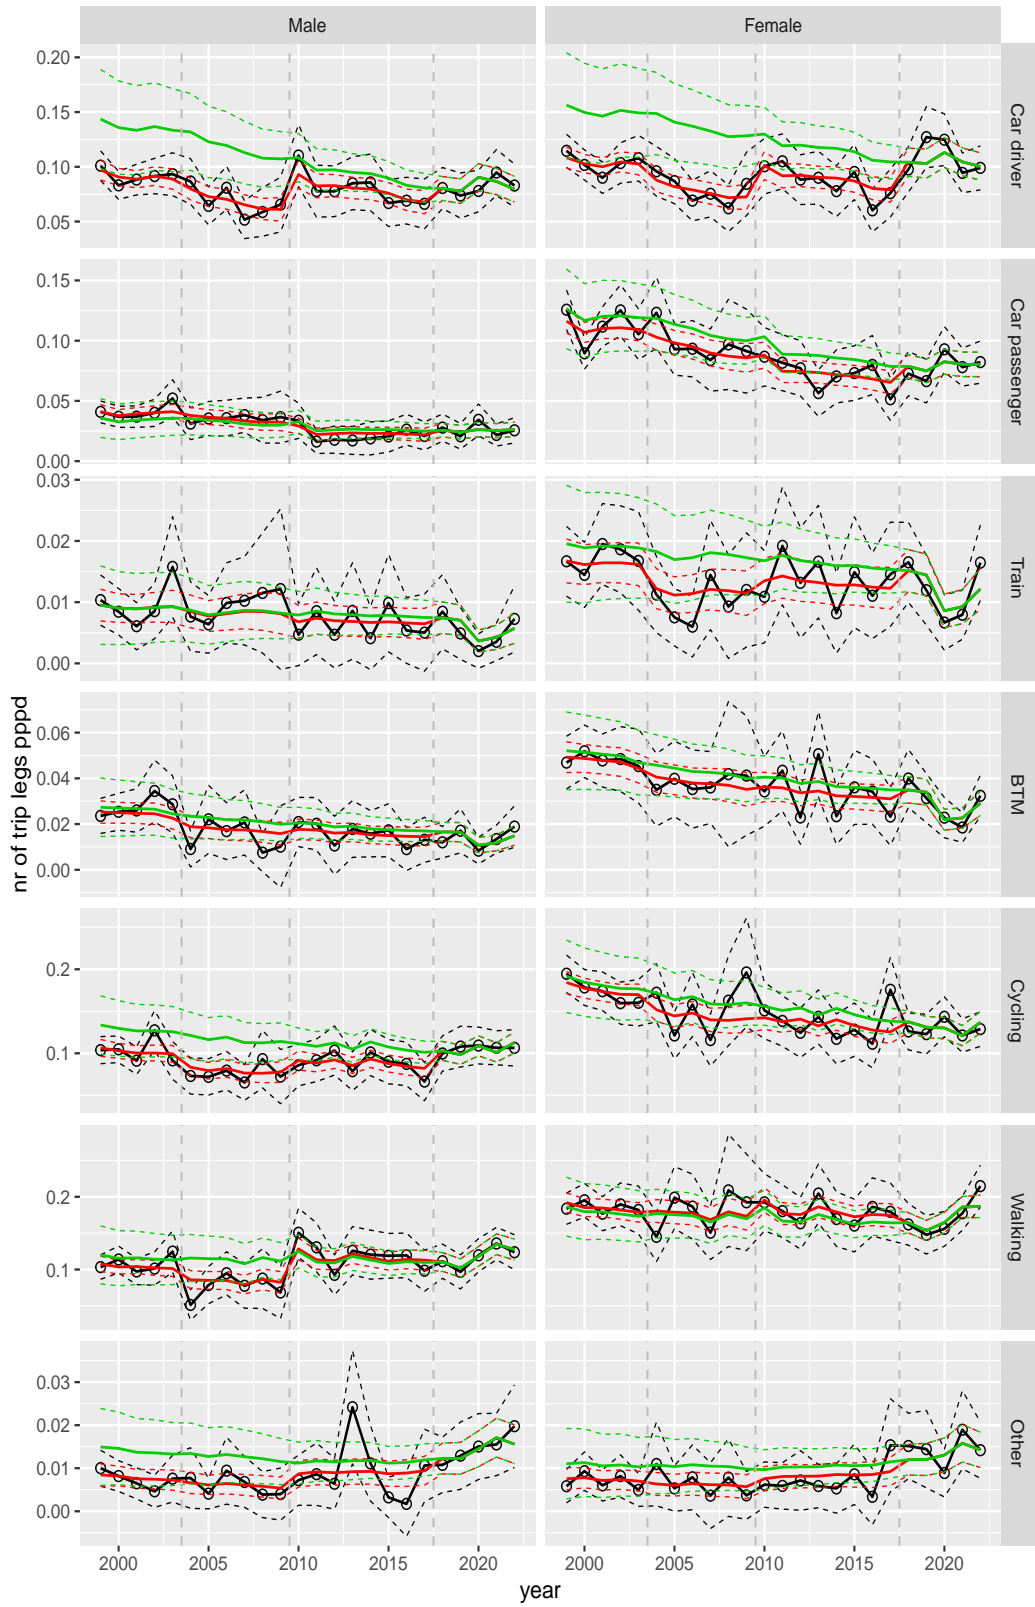 Male Female
0.20
0.15
0.10
0.05
Car driver
0.15
0.10
0.05
0.00
Car passenger
0.03
0.02
0.01
0.00
Train
0.06
0.04
0.02
0.00
BTM
0.2
0.1
Cycling
0.2
0.1
Walking
0.03
0.02
0.01
0.00
Other
2000 2005 2010 2015 2020 2000 2005 2010 2015 2020
year
nr of trip legs pppd